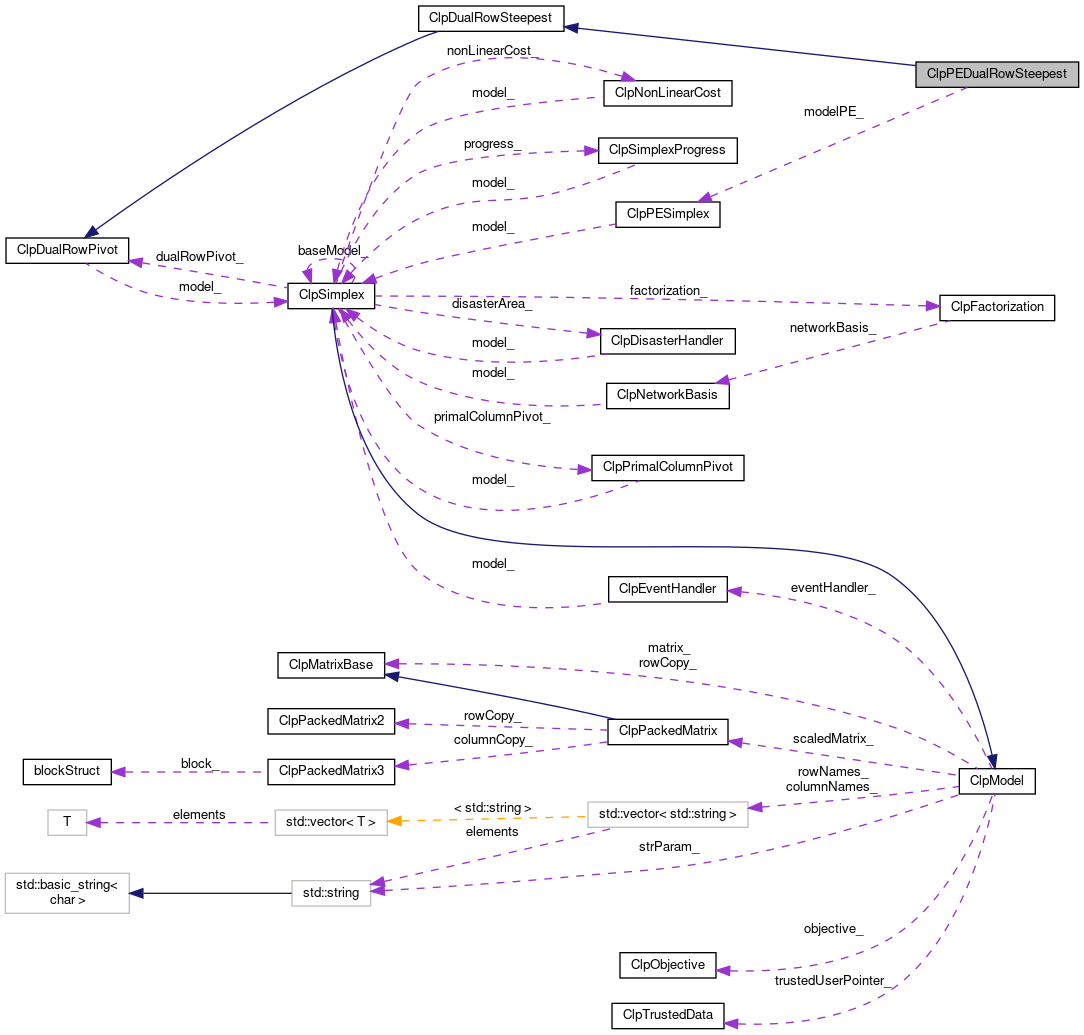 ClpDualRowSteepest
nonLinearCost_
ClpPEDualRowSteepest
ClpNonLinearCost
model_
modelPE_
progress_
ClpSimplexProgress
model_
ClpPESimplex
model_
ClpDualRowPivot
dualRowPivot_
baseModel_
model_
ClpSimplex
factorization_
disasterArea_
ClpFactorization
networkBasis_
model_
ClpDisasterHandler
model_
ClpNetworkBasis
primalColumnPivot_
ClpPrimalColumnPivot
model_
model_
ClpEventHandler
eventHandler_
matrix_
rowCopy_
ClpMatrixBase
rowCopy_
ClpPackedMatrix2
ClpPackedMatrix
columnCopy_
scaledMatrix_
blockStruct
block_
ClpPackedMatrix3
rowNames_
columnNames_
ClpModel
T
elements
std::vector< T >
< std::string >
std::vector< std::string >
elements
strParam_
std::basic_string<
char >
std::string
objective_
ClpObjective
trustedUserPointer_
ClpTrustedData